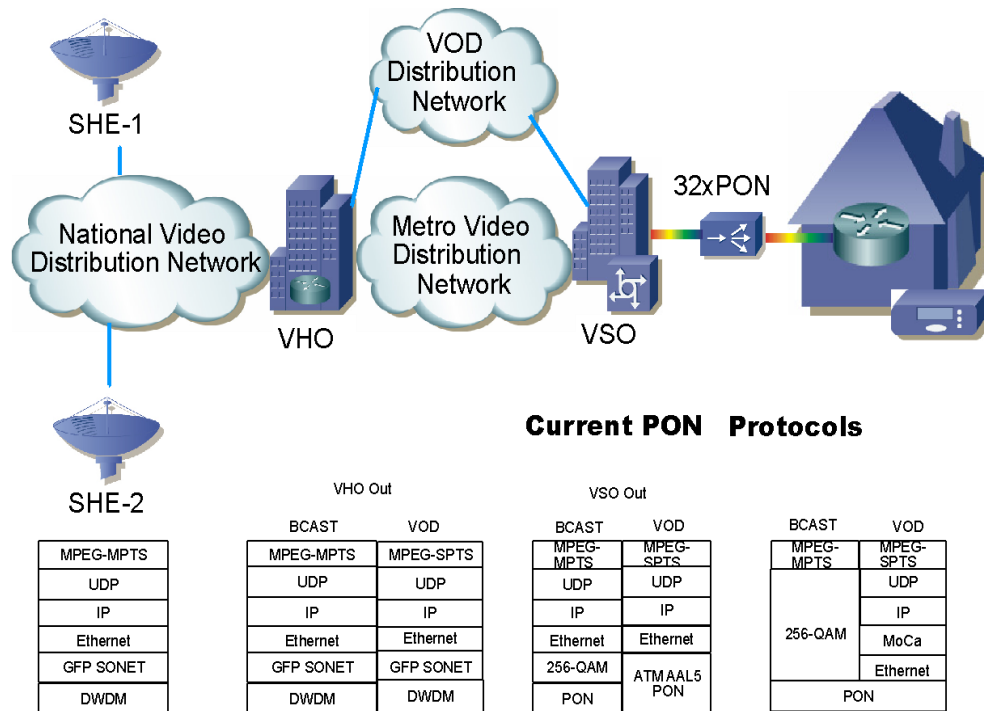 SHE-1
VOD
Distribution
Network
National Video
Distribution Network
VHO
Metro Video
Distribution
Network
VSO
32xPON
SHE-2
Current PON Protocols
VHO Out
VSO Out
BCAST
VOD
BCAST
VOD
BCAST
VOD
MPEG-MPTS
UDP
IP
Ethernet
GFP SONET
DWDM
MPEG-MPTS
UDP
IP
Ethernet
GFP SONET
DWDM
MPEG-SPTS
UDP
IP
Ethernet
GFP SONET
DWDM
MPEG-
MPTS
UDP
IP
Ethernet
256-QAM
PON
MPEG-
SPTS
UDP
IP
Ethernet
ATM AAL5
PON
MPEG-
MPTS
256-QAM
MPEG-
SPTS
UDP
IP
MoCa
Ethernet
PON